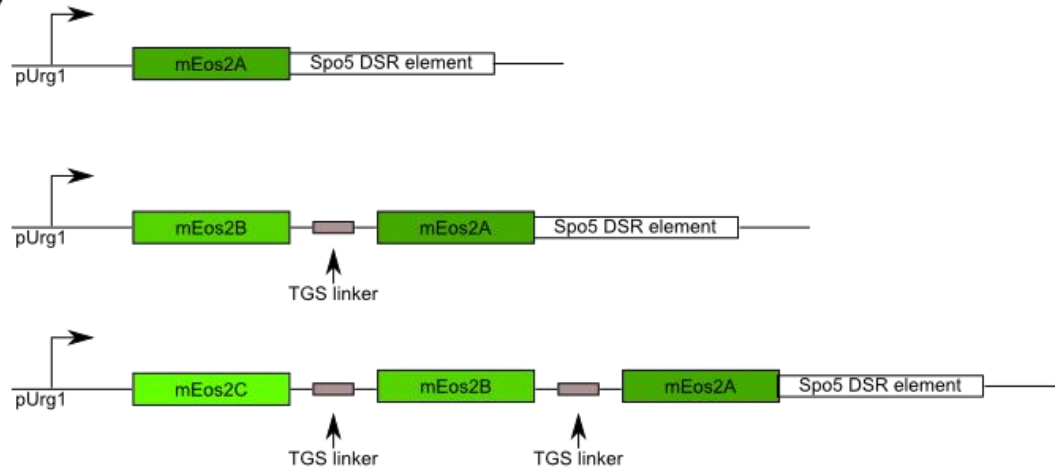 mEos2A Spo5 DSR element
pUrg1
mEos2B mEos2A Spo5 DSR element
pUrg1
TGS linker
mEos2C mEos2B mEos2A Spo5 DSR element
pUrg1
TGS linker TGS linker